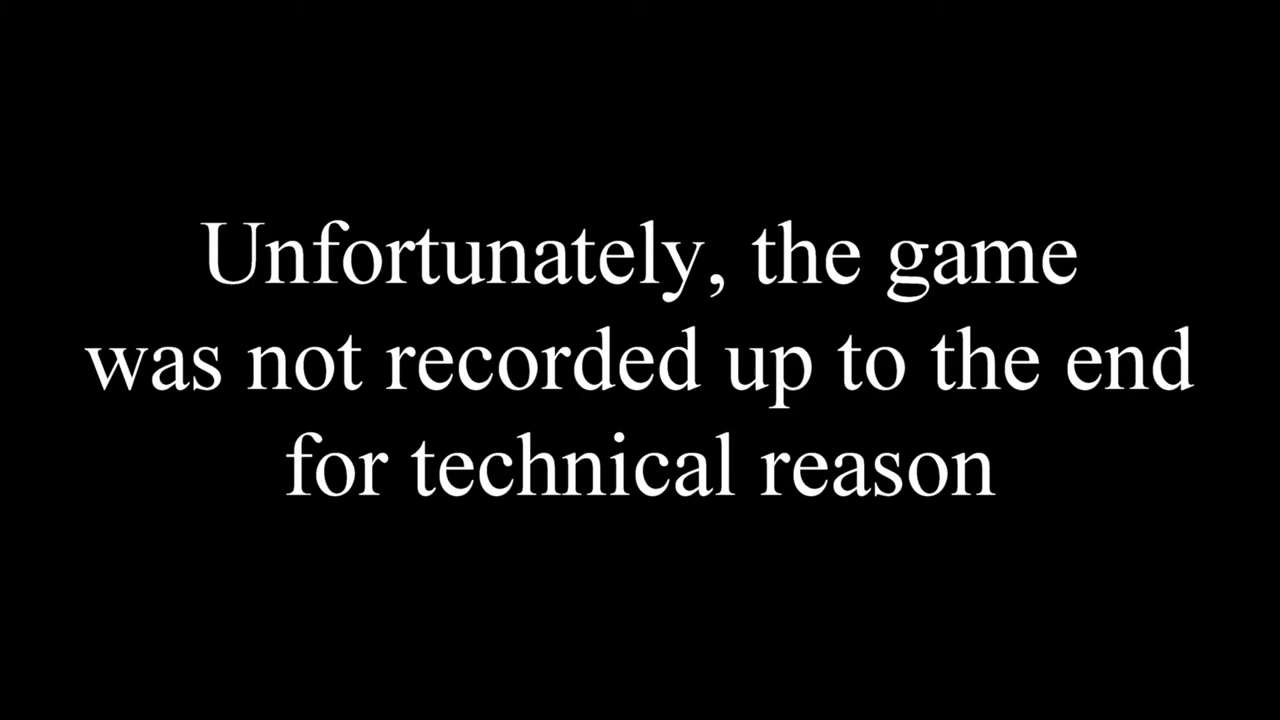 Unfortunately, the game
was not recorded up to the end
for technical reason